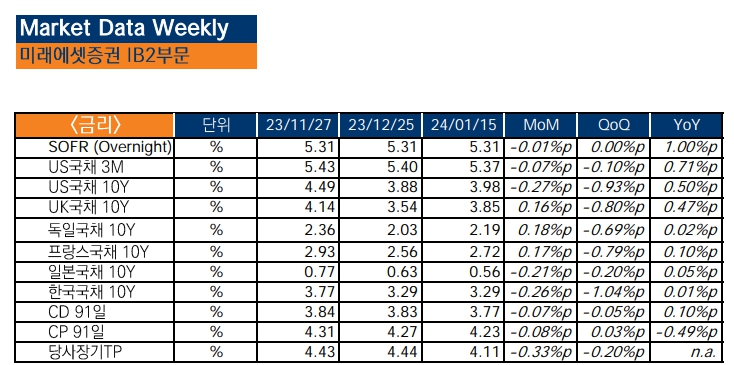 Market Data Weekly
미래에셋증권 IB2부문
<금리> 단위 23/11/27 23/12/25 24/01/15 MoM QoQ YoY
SOFR (Overnight) % 5.31 5.31 5.31 -0.01%p 0.00%p 1.00%p
US국채 3M % 5.43 5.40 5.37 -0.07%p -0.10%p 0.71%p
US국채 10Y % 4.49 3.88 3.98 -0.27%p -0.93%p 0.50%p
UK국채 10Y % 4.14 3.54 3.85 0.16%p -0.80%p 0.47%p
독일국채 10Y % 2.36 2.03 2.19 0.18%p -0.69%p 0.02%p
프랑스국채 10Y % 2.93 2.56 2.72 0.17%p -0.79%p 0.10%p
일본국채 10Y % 0.77 0.63 0.56 -0.21%p -0.20%p 0.05%p
한국국채 10Y % 3.77 3.29 3.29 -0.26%p -1.04%p 0.01%p
CD 91일 % 3.84 3.83 3.77 -0.07%p -0.05%p 0.10%p
CP 91일 % 4.31 4.27 4.23 -0.08%p 0.03%p -0.49%p
당사장기TP % 4.43 4.44 4.11 -0.33%p -0.20%p n.a.